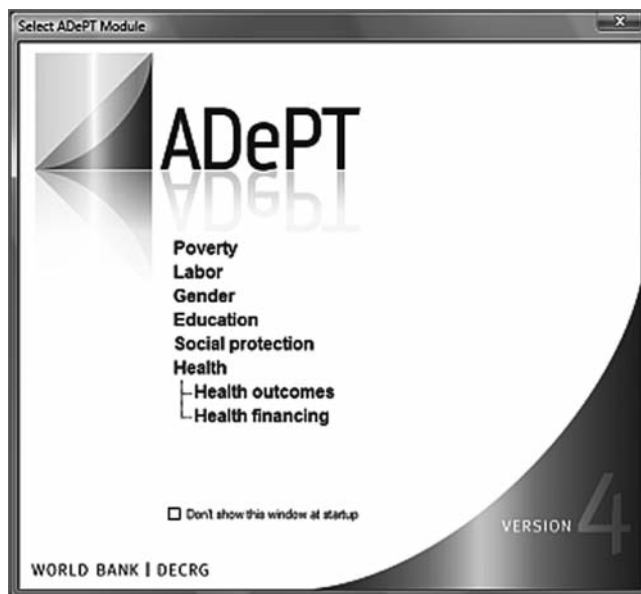 Select ADePT Module
X
ADePT
Poverty
Labor
Gender
Education
Social protection
Health
Health outcomes
Health financing
Don't show this window at startup
VERSION 4
WORLD BANK | DECRG